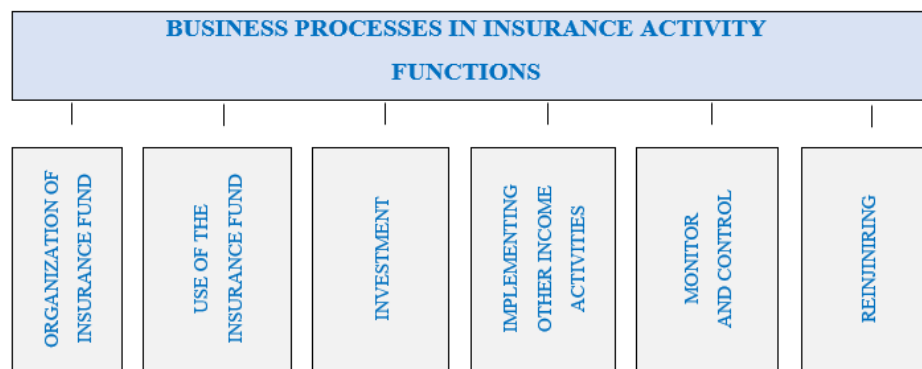 BUSINESS PROCESSES IN INSURANCE ACTIVITY
FUNCTIONS
ORGANIZATION OF
INSURANCE FUND
USE OF THE
INSURANCE FUND
INVESTMENT
IMPLEMENTING
OTHER INCOME
ACTIVITIES
MONITOR
AND CONTROL
REINJINIRING